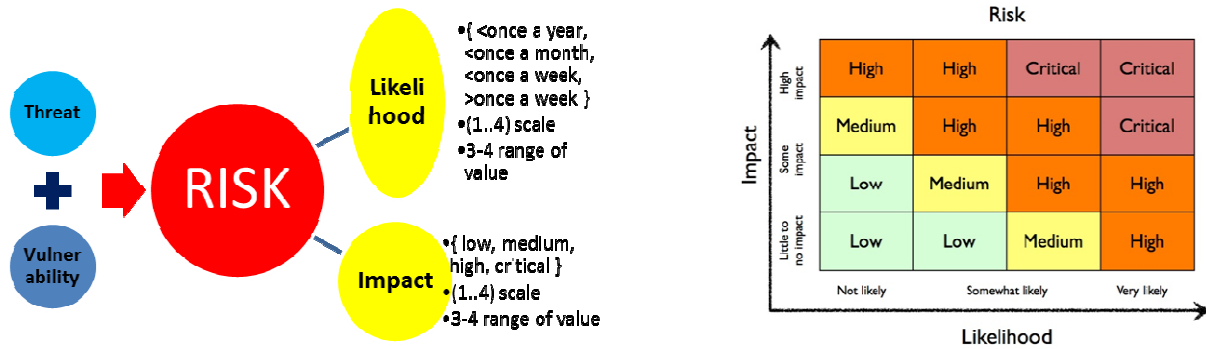 Threat
Vulner
ability
RISK
Likeli
hood
•{ <once a year,
<once a month,
<once a week,
>once a week }
•(1..4) scale
•3-4 range of
value
Impact
•{ low, medium,
high, critical }
•(1..4) scale
•3-4 range of value
Risk
Impact
High
impact
Some
impact
Little to
no impact
High High Critical Critical
Medium High High Critical
Low Medium High High
Low Low Medium High
Not likely Somewhat likely Very likely
Likelihood